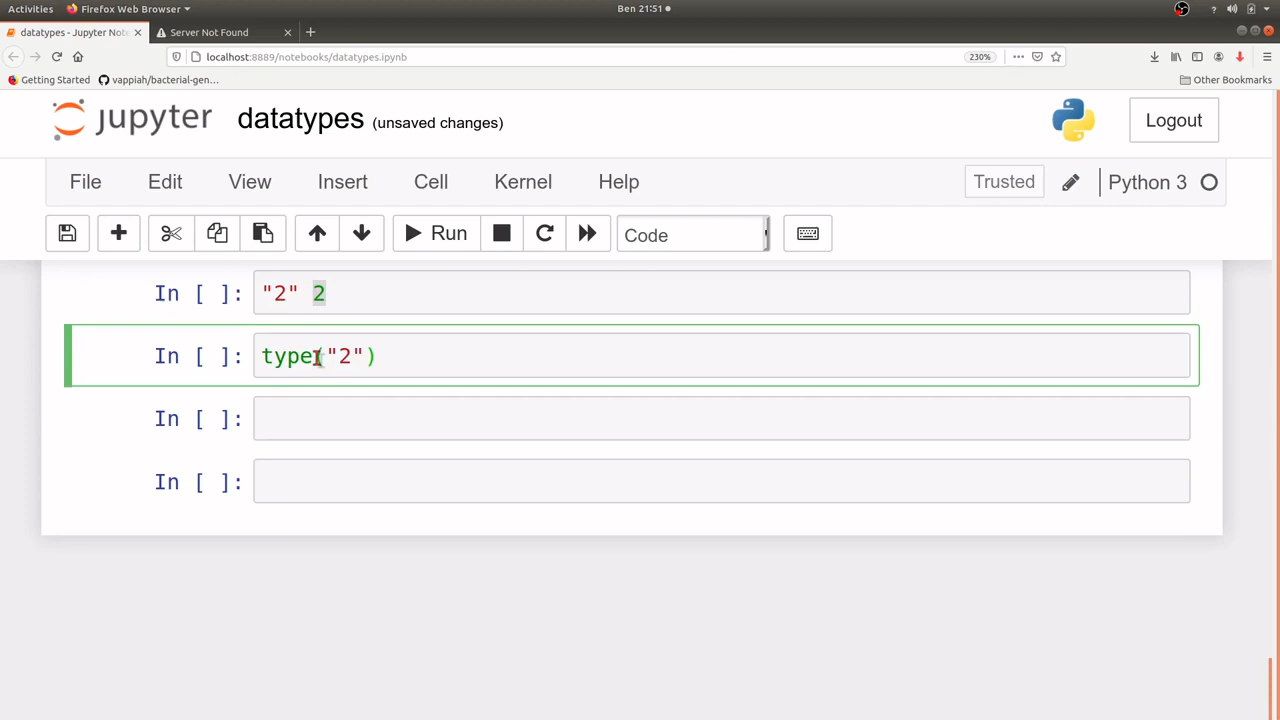 Activities Firefox Web Browser Ben 21:51
datatypes - Jupyter Note Server Not Found
localhost:8889/notebooks/datatypes.ipynb 230%
Getting Started vappiah/bacterial-gen… Other Bookmarks
jupyter datatypes (unsaved changes) Logout
File Edit View Insert Cell Kernel Help Trusted Python 3
Run Code
In [ ]: "2" 2
In [ ]: type("2")
In [ ]:
In [ ]: